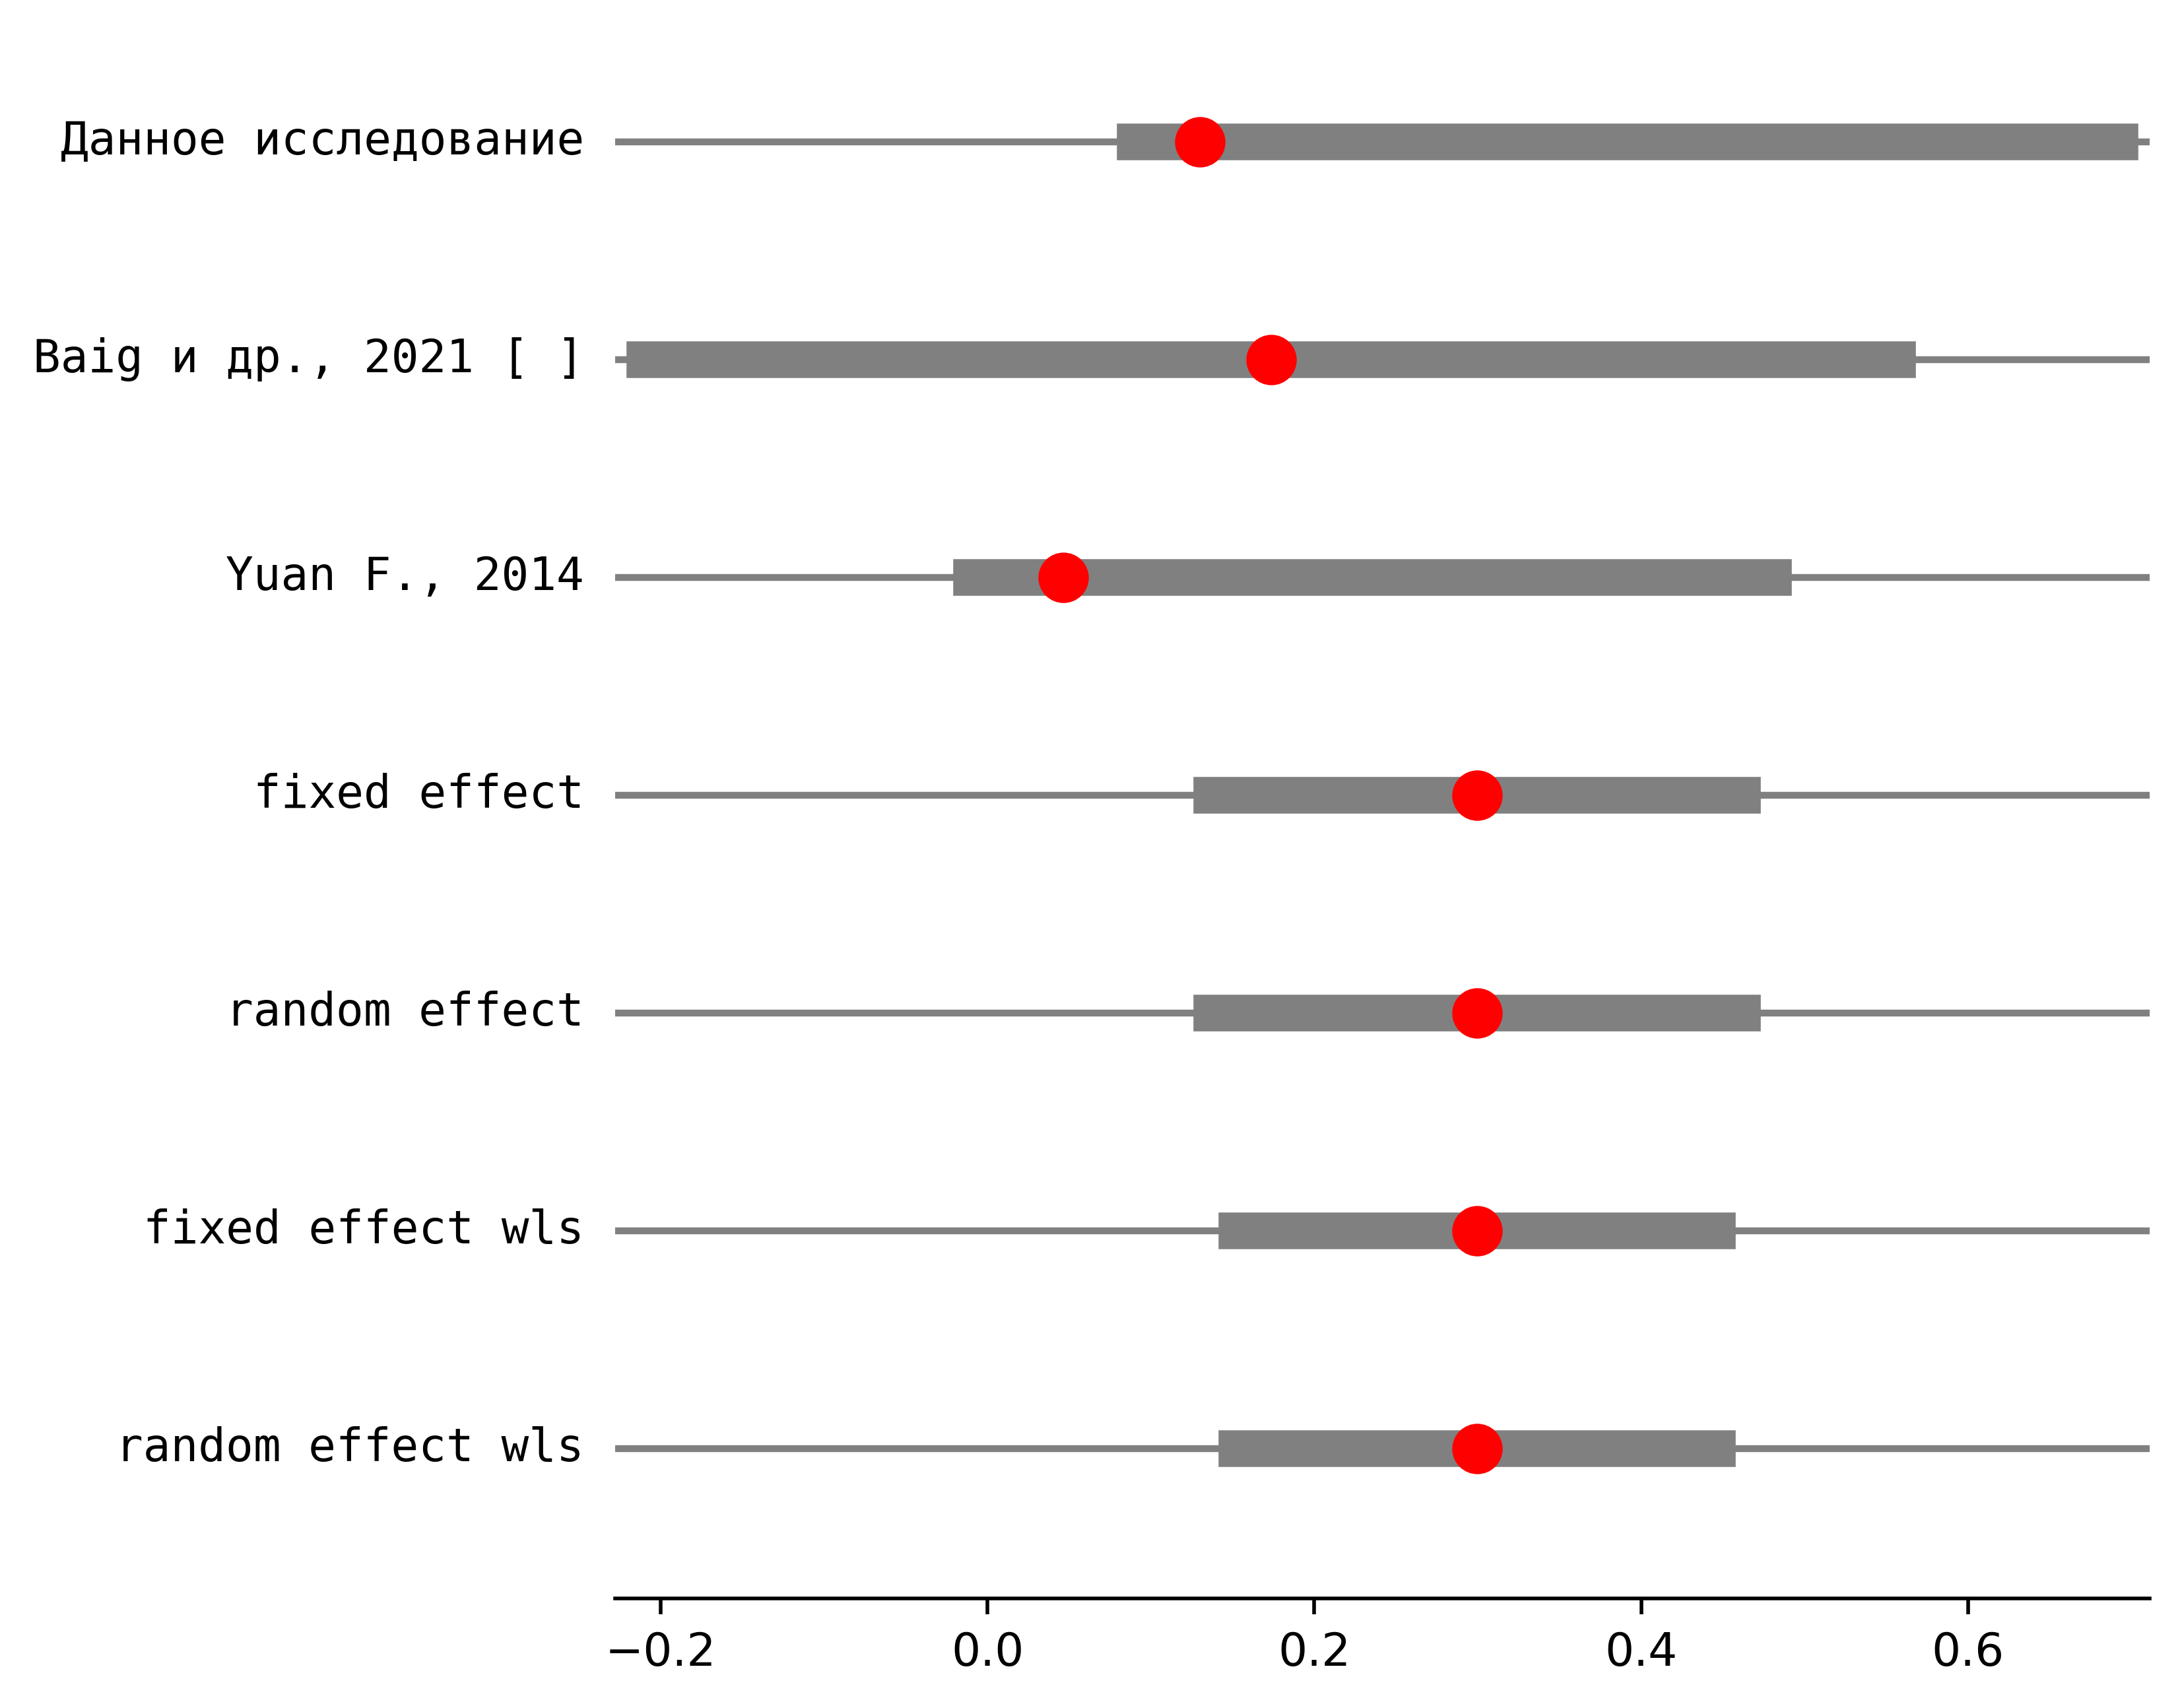 Данное исследование
Baig и др., 2021 [ ]
Yuan F., 2014
fixed effect
random effect
fixed effect wls
random effect wls
−0.2 0.0 0.2 0.4 0.6